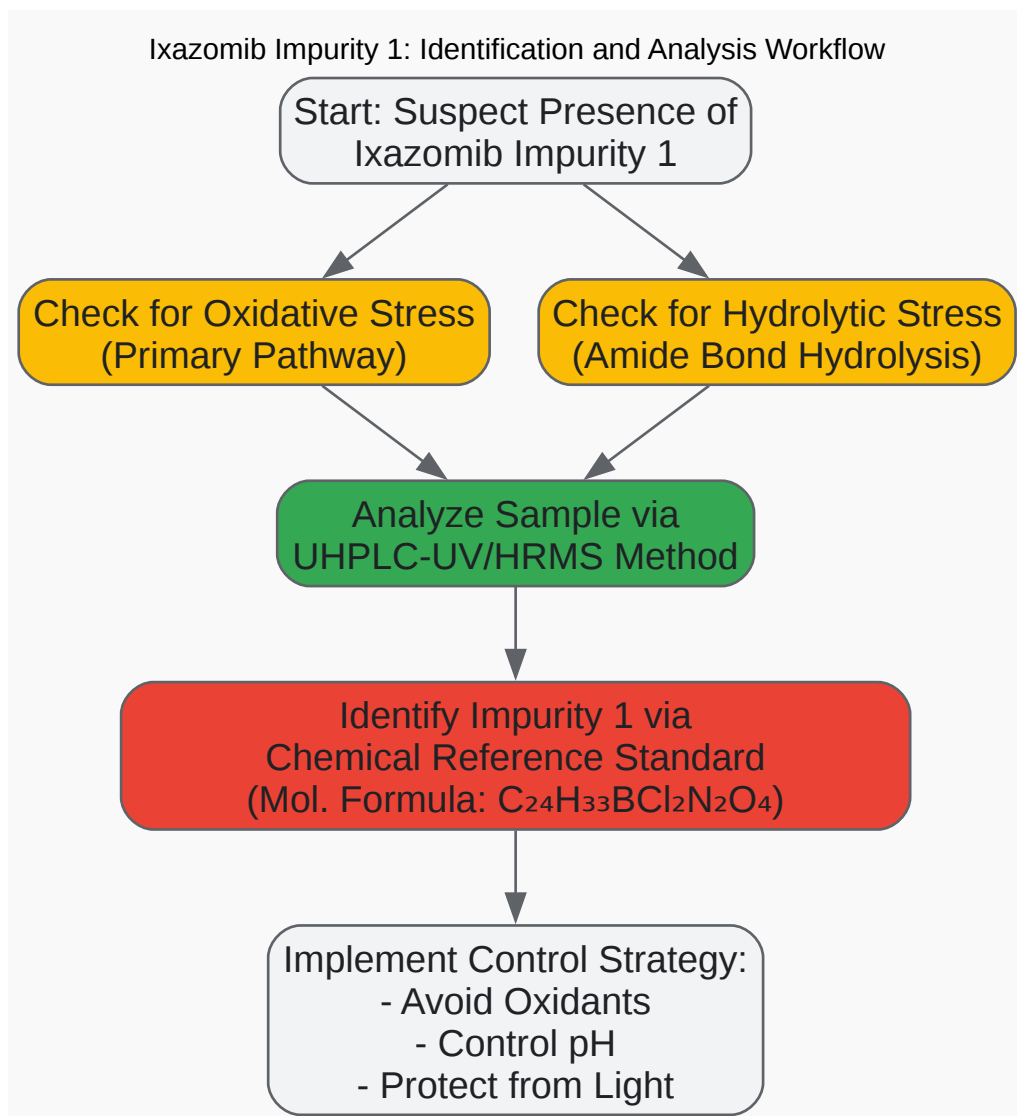 Ixazomib Impurity 1: Identification and Analysis Workflow
Start: Suspect Presence of
Ixazomib Impurity 1
Check for Oxidative Stress
(Primary Pathway)
Check for Hydrolytic Stress
(Amide Bond Hydrolysis)
Analyze Sample via
UHPLC-UV/HRMS Method
Identify Impurity 1 via
Chemical Reference Standard
(Mol. Formula: C₂₄H₃₃BCl₂N₂O₄)
Implement Control Strategy:
- Avoid Oxidants
- Control pH
- Protect from Light